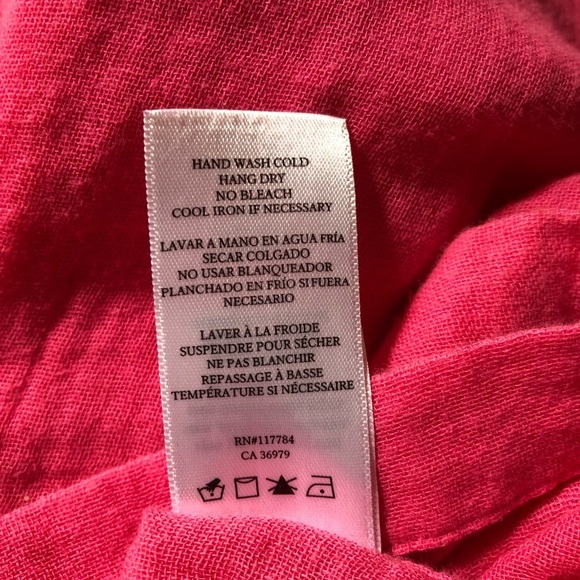 HAND WASH COLD
HANG DRY
NO BLEACH
COOL IRON IF NECESSARY
LAVAR A MANO EN AGUA FRÍA
SECAR COLGADO
NO USAR BLANQUEADOR
PLANCHADO EN FRÍO SI FUERA
NECESARIO
LAVER À LA FROIDE
SUSPENDRE POUR SÉCHER
NE PAS BLANCHIR
REPASSAGE À BASSE
TEMPÉRATURE SI NÉCESSAIRE
RN#117784
CA 36979